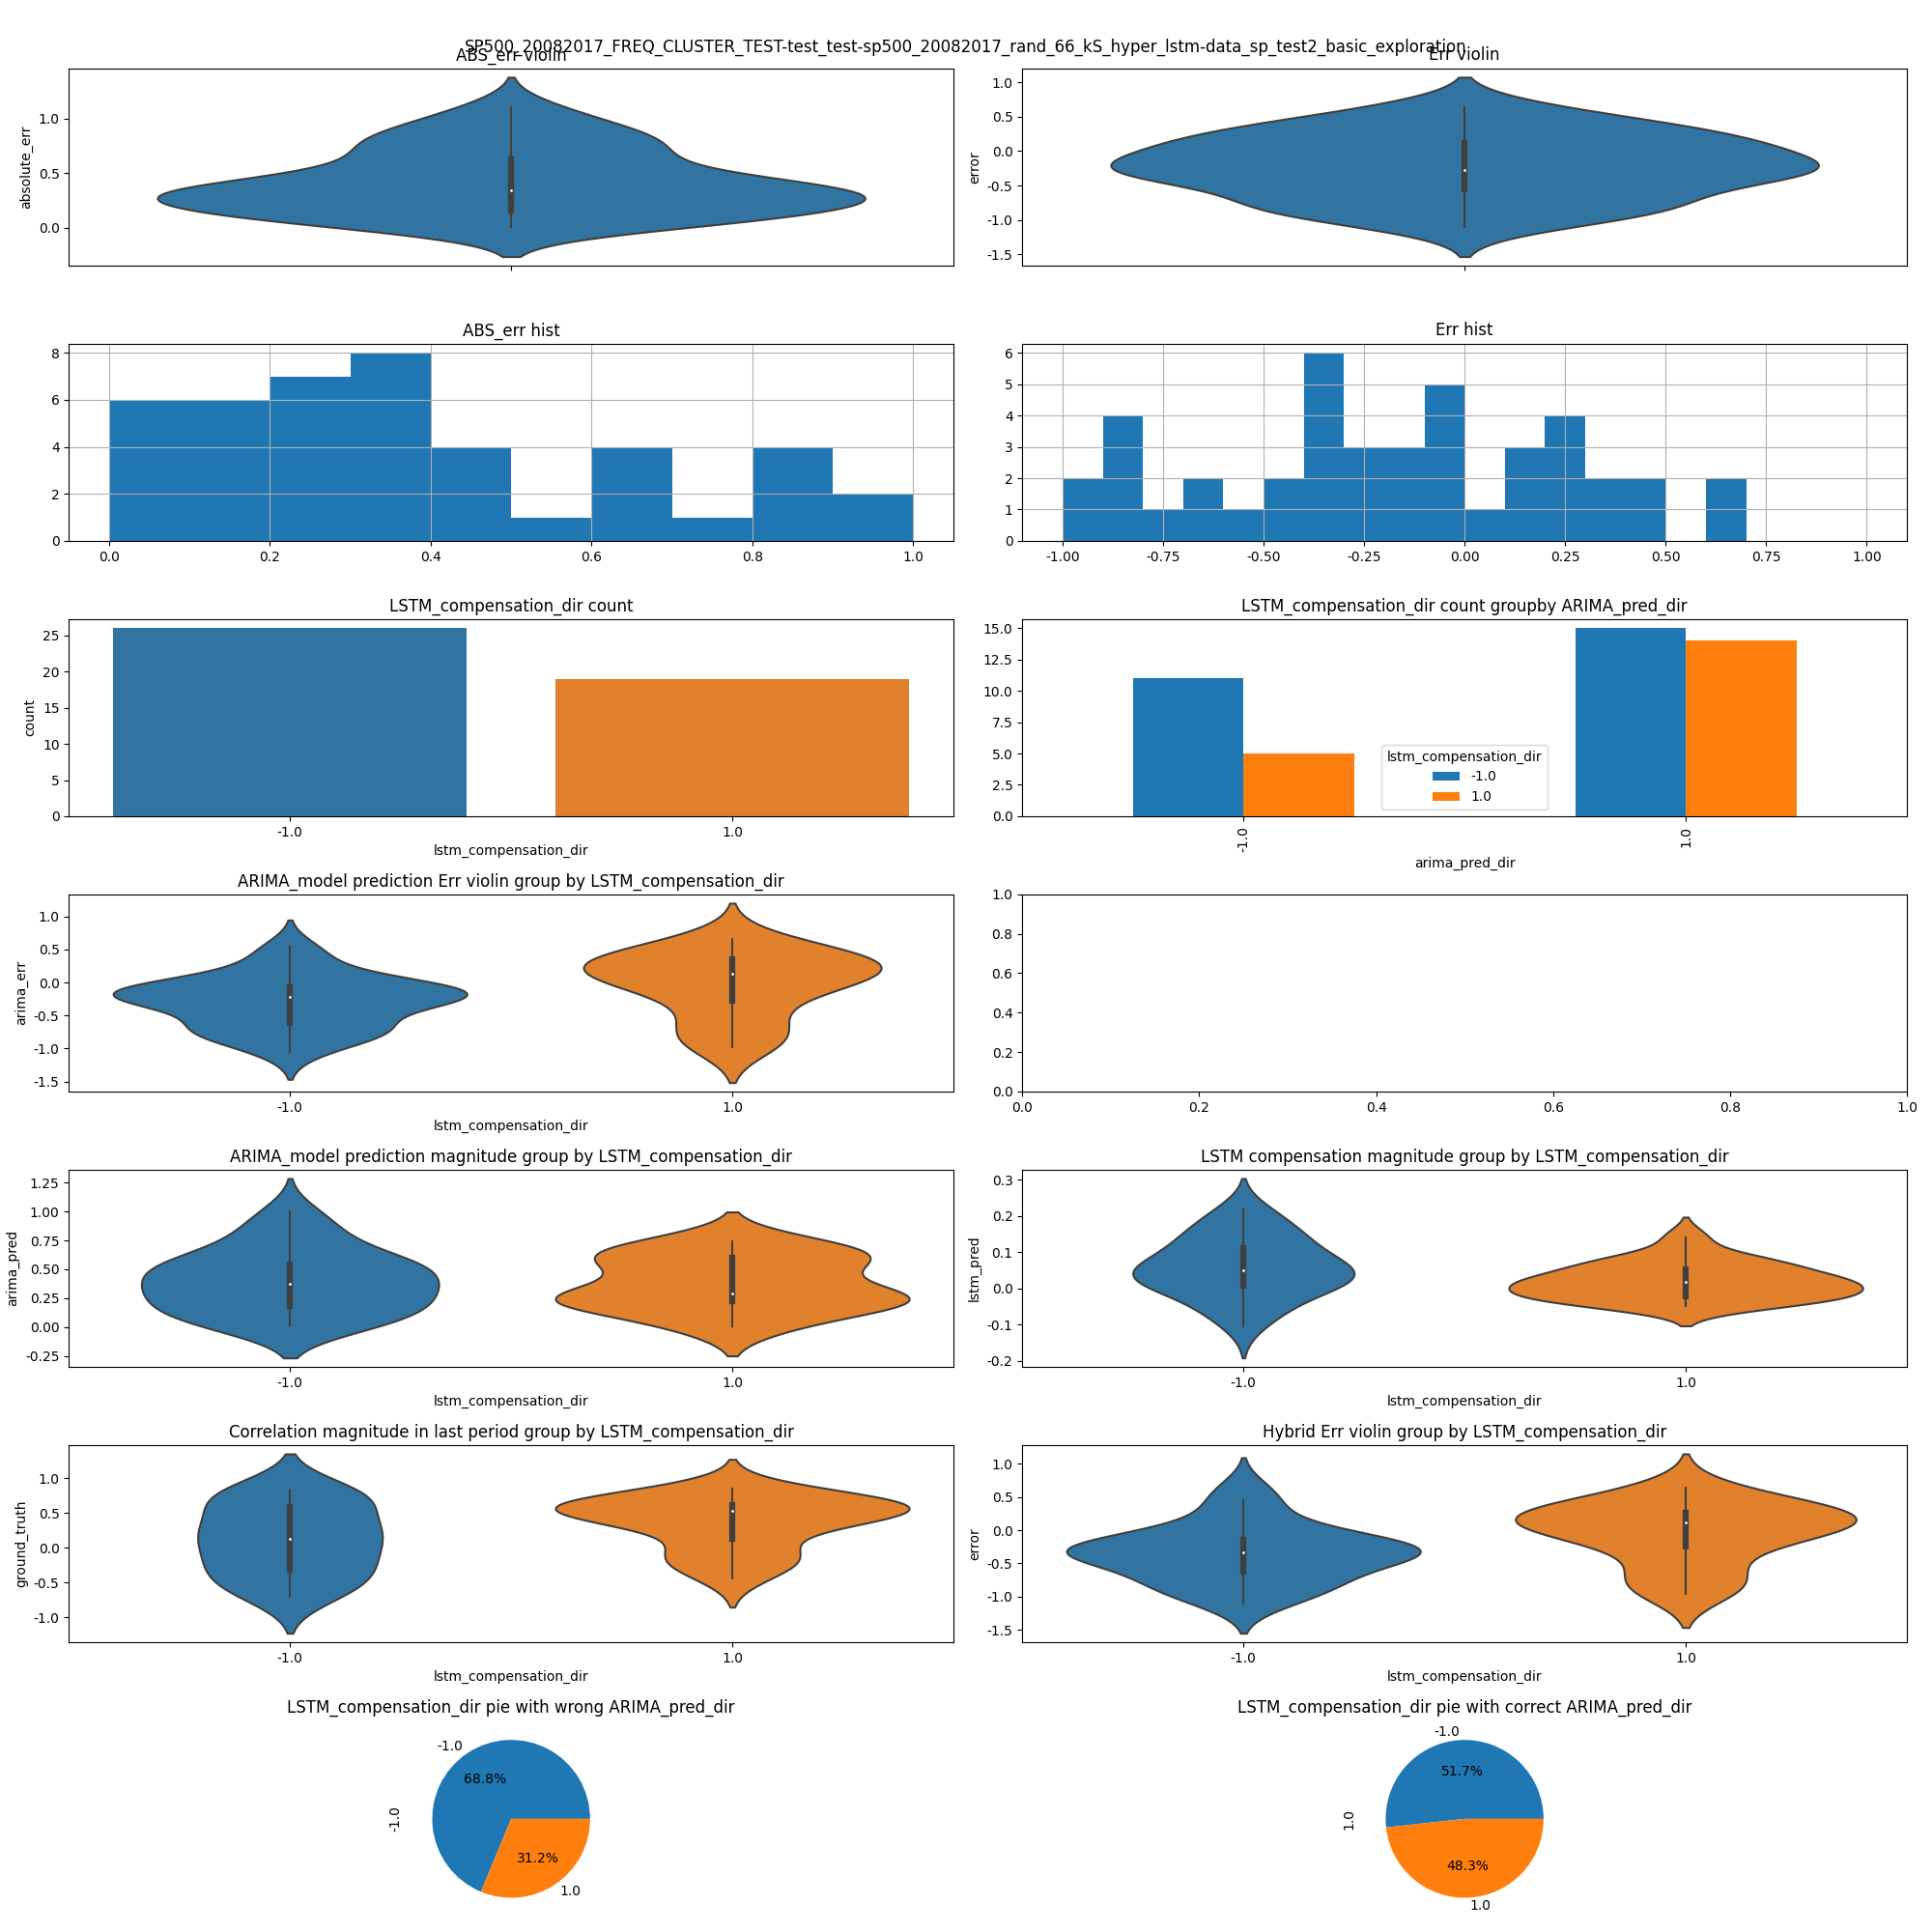 SP500_20082017_FREQ_CLUSTER_TEST-test_test-sp500_20082017_rand_66_kS_hyper_lstm-data_sp_test2_basic_exploration
ABS_err violin
absolute_err
1.0
0.5
0.0
Err violin
error
1.0
0.5
0.0
-0.5
-1.0
-1.5
ABS_err hist
8
6
4
2
0
0.0 0.2 0.4 0.6 0.8 1.0
Err hist
6
5
4
3
2
1
0
-1.00 -0.75 -0.50 -0.25 0.00 0.25 0.50 0.75 1.00
LSTM_compensation_dir count
count
25
20
15
10
5
0
-1.0 1.0
lstm_compensation_dir
LSTM_compensation_dir count groupby ARIMA_pred_dir
15.0
12.5
10.0
7.5
5.0
2.5
0.0
lstm_compensation_dir
-1.0
1.0
-1.0 1.0
arima_pred_dir
ARIMA_model prediction Err violin group by LSTM_compensation_dir
arima_err
1.0
0.5
0.0
-0.5
-1.0
-1.5
-1.0 1.0
lstm_compensation_dir
1.0
0.8
0.6
0.4
0.2
0.0
0.0 0.2 0.4 0.6 0.8 1.0
ARIMA_model prediction magnitude group by LSTM_compensation_dir
arima_pred
1.25
1.00
0.75
0.50
0.25
0.00
-0.25
-1.0 1.0
lstm_compensation_dir
LSTM compensation magnitude group by LSTM_compensation_dir
lstm_pred
0.3
0.2
0.1
0.0
-0.1
-0.2
-1.0 1.0
lstm_compensation_dir
Correlation magnitude in last period group by LSTM_compensation_dir
ground_truth
1.0
0.5
0.0
-0.5
-1.0
-1.0 1.0
lstm_compensation_dir
Hybrid Err violin group by LSTM_compensation_dir
error
1.0
0.5
0.0
-0.5
-1.0
-1.5
-1.0 1.0
lstm_compensation_dir
LSTM_compensation_dir pie with wrong ARIMA_pred_dir
-1.0
68.8%
-1.0
31.2%
1.0
LSTM_compensation_dir pie with correct ARIMA_pred_dir
-1.0
51.7%
1.0
48.3%
1.0